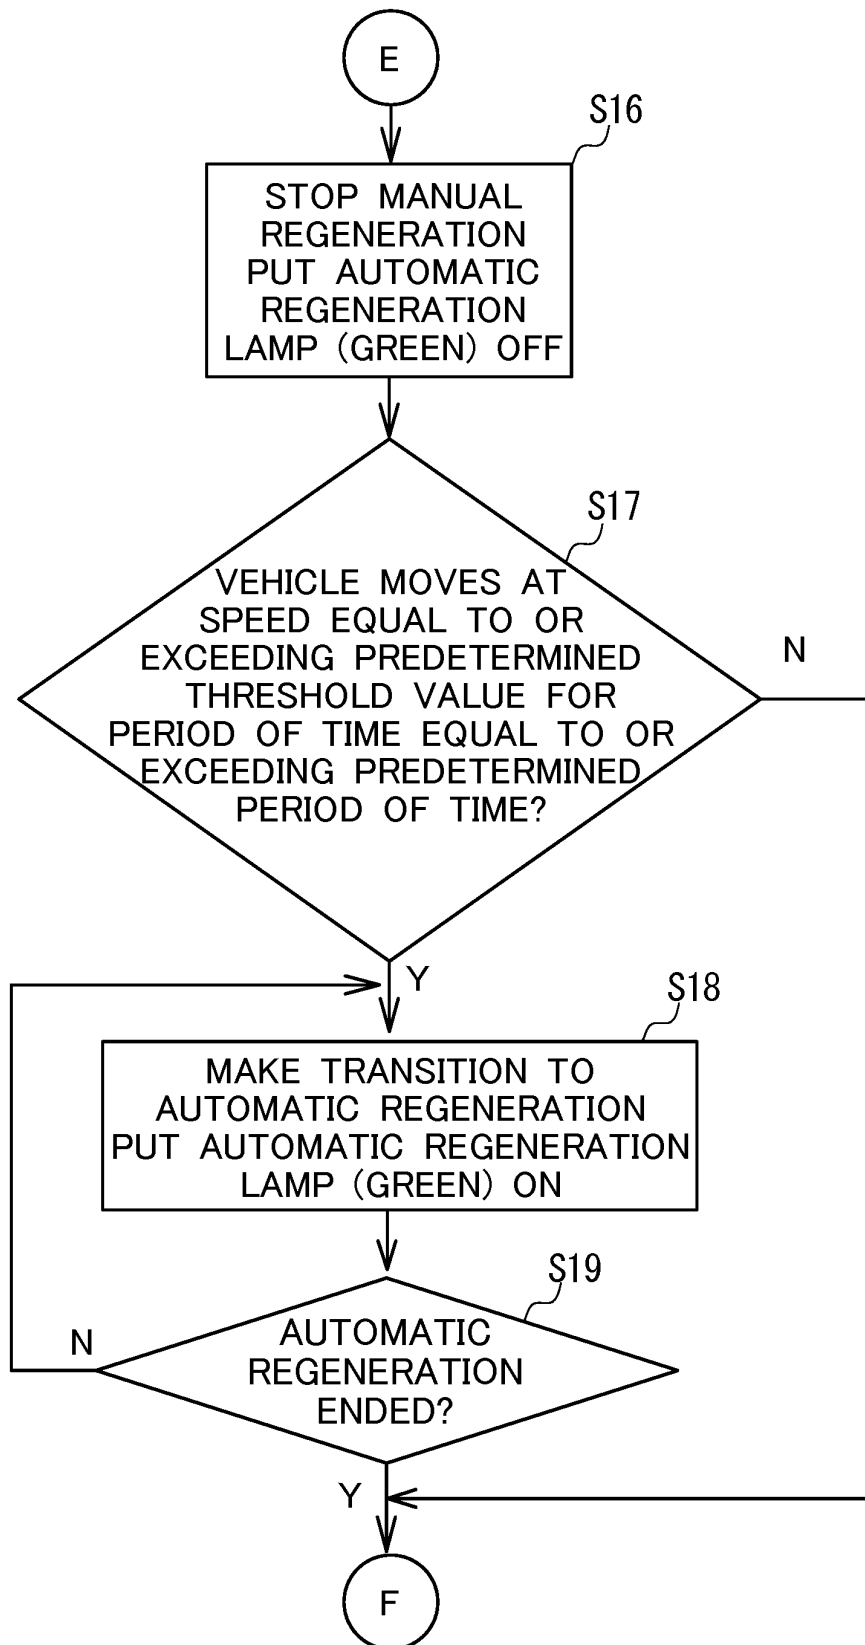 E
S16
STOP MANUAL
REGENERATION
PUT AUTOMATIC
REGENERATION
LAMP (GREEN) OFF
S17
VEHICLE MOVES AT
SPEED EQUAL TO OR
EXCEEDING PREDETERMINED
THRESHOLD VALUE FOR
PERIOD OF TIME EQUAL TO OR
EXCEEDING PREDETERMINED
PERIOD OF TIME?
N
Y
S18
MAKE TRANSITION TO
AUTOMATIC REGENERATION
PUT AUTOMATIC REGENERATION
LAMP (GREEN) ON
S19
AUTOMATIC
REGENERATION
ENDED?
N
Y
F